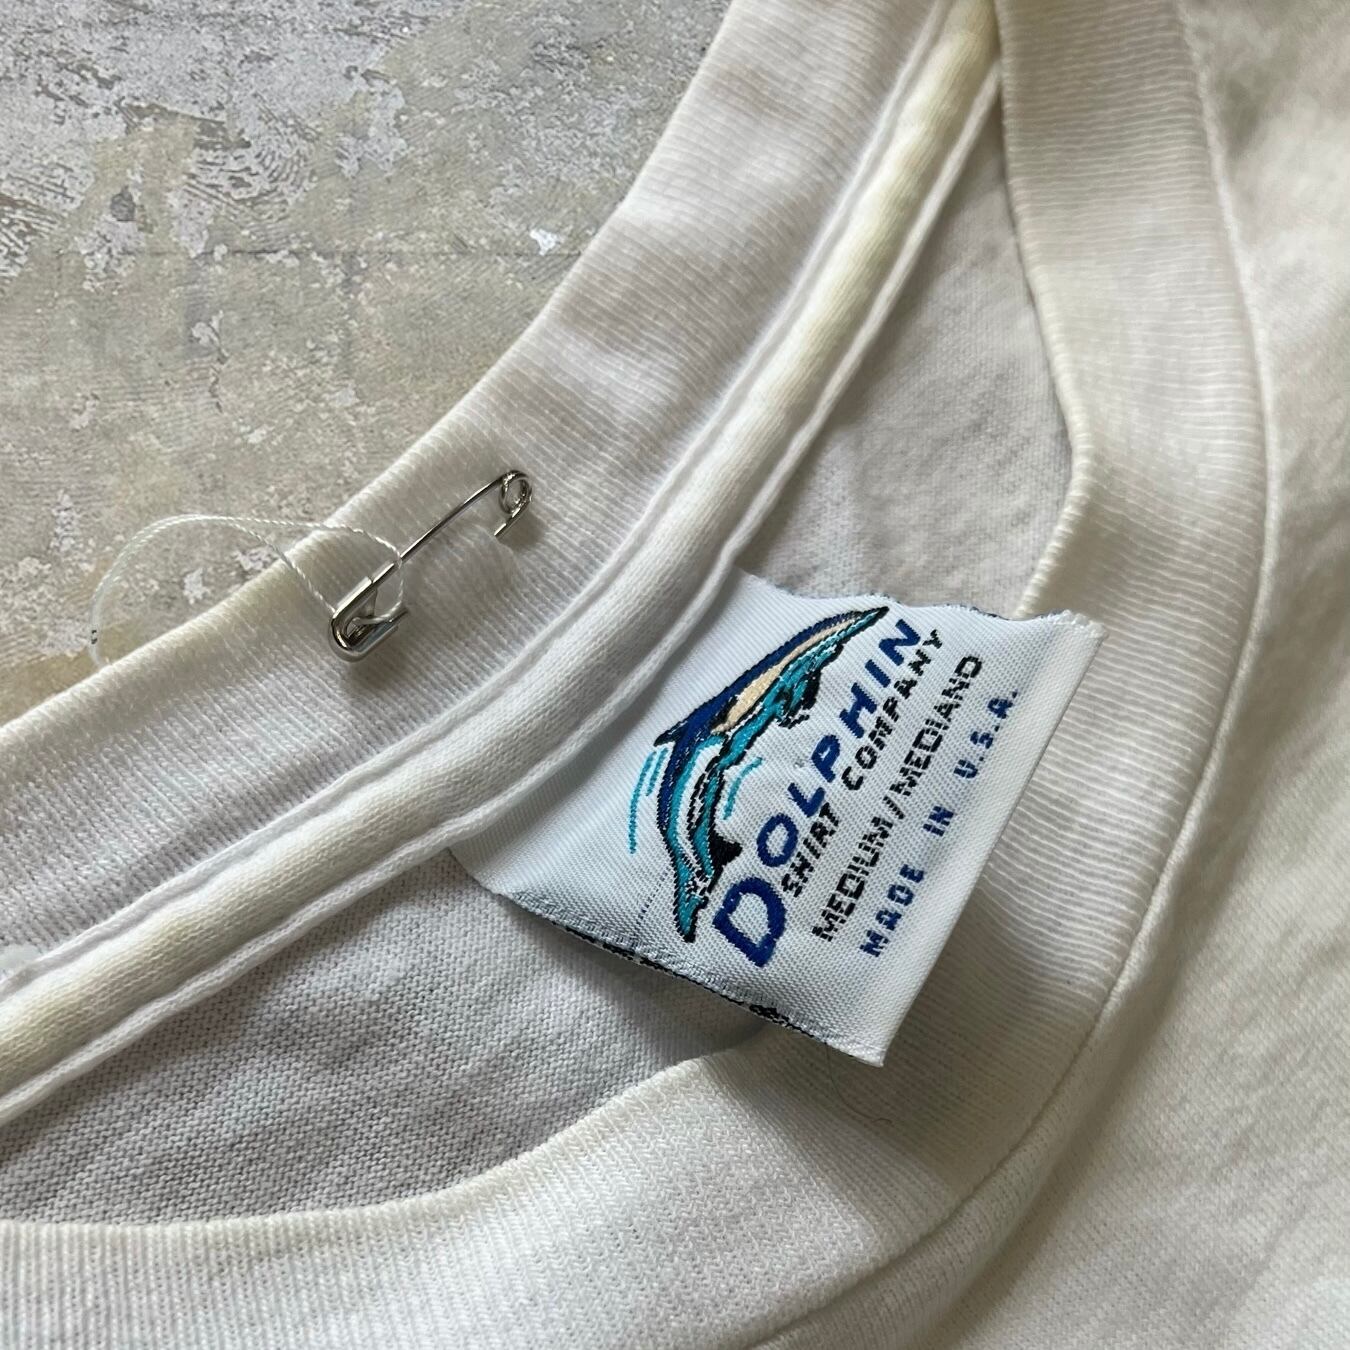 DOLPHIN
SHIRT COMPANY
MEDIUM/MEDIANO
MADE IN U.S.A.